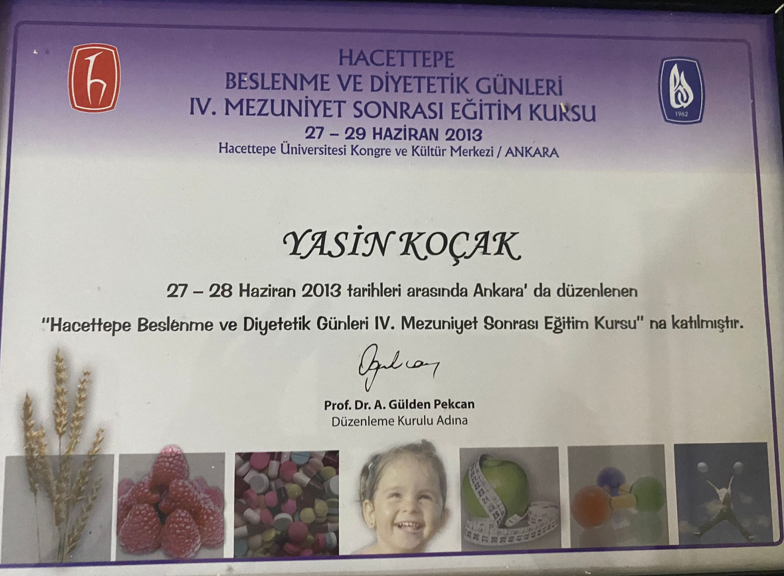 HACETTEPE
BESLENME VE DİYETETİK GÜNLERİ
IV. MEZUNİYET SONRASI EĞİTİM KURSU
27 – 29 HAZİRAN 2013
Hacettepe Üniversitesi Kongre ve Kültür Merkezi / ANKARA
1962
YASİN KOÇAK
27 – 28 Haziran 2013 tarihleri arasında Ankara' da düzenlenen
"Hacettepe Beslenme ve Diyetetik Günleri IV. Mezuniyet Sonrası Eğitim Kursu" na katılmıştır.
Prof. Dr. A. Gülden Pekcan
Düzenleme Kurulu Adına